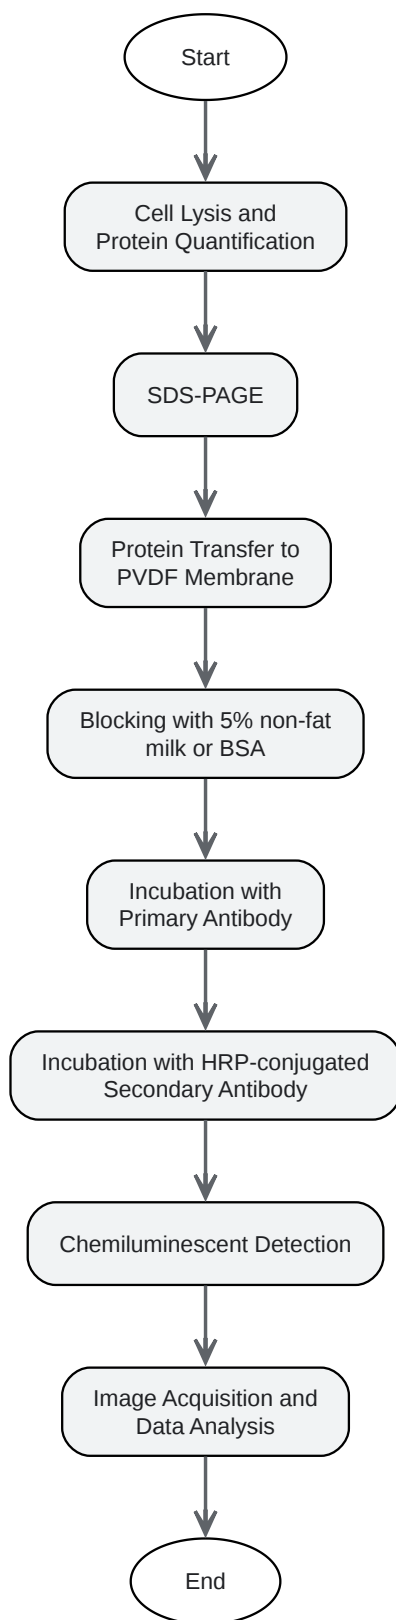 Start
Cell Lysis and
Protein Quantification
SDS-PAGE
Protein Transfer to
PVDF Membrane
Blocking with 5% non-fat
milk or BSA
Incubation with
Primary Antibody
Incubation with HRP-conjugated
Secondary Antibody
Chemiluminescent Detection
Image Acquisition and
Data Analysis
End